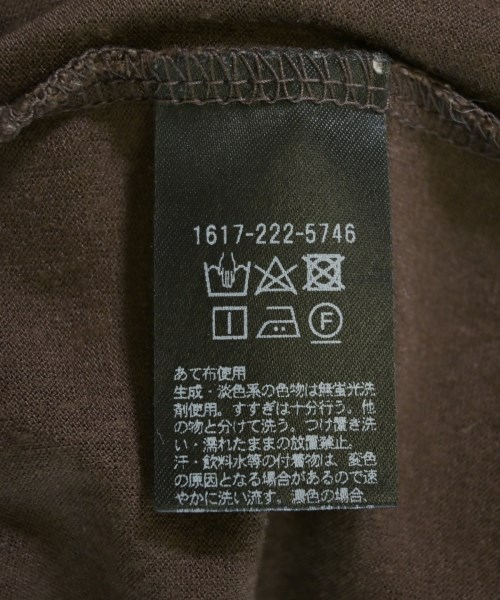 1617-222-5746
F
あて布使用
生成・淡色系の色物は無蛍光洗
剤使用。すすぎは十分行う。他
の物と分けて洗う。つけ置き洗
い・濡れたままの放置禁止。
汗・飲料水等の付着物は、変色
の原因となる場合があるので速
やかに洗い流す。濃色の場合、